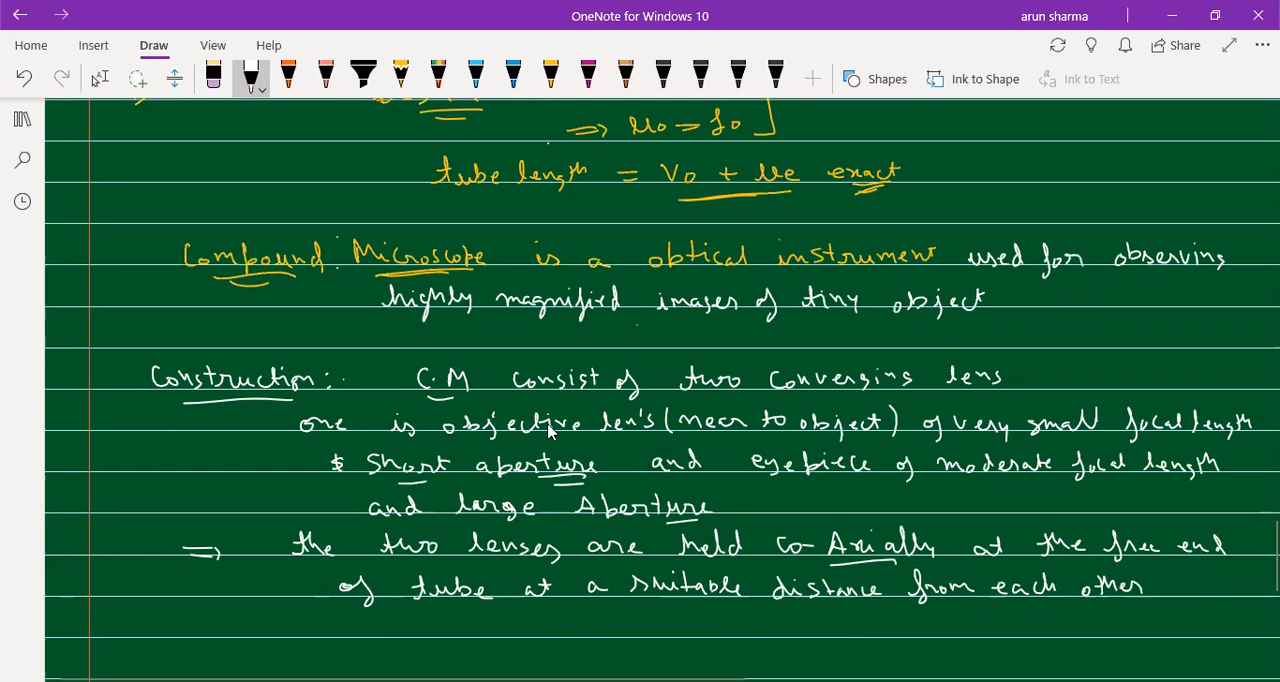 OneNote for Windows 10
arun sharma
Home Insert Draw View Help
Share
Shapes Ink to Shape Ink to Text
=> uo = fo ]
tube length = Vo + ue exact
Compound Microscope is a optical instrument used for observing
highly magnified images of tiny object
Construction: C.M consist of two converging lens
one is objective len's (near to object) of very small focal length
& Short aperture and eyepiece of moderate focal length
and large Aperture
=> the two lenses are held co-Axially at the free end
of tube at a suitable distance from each other